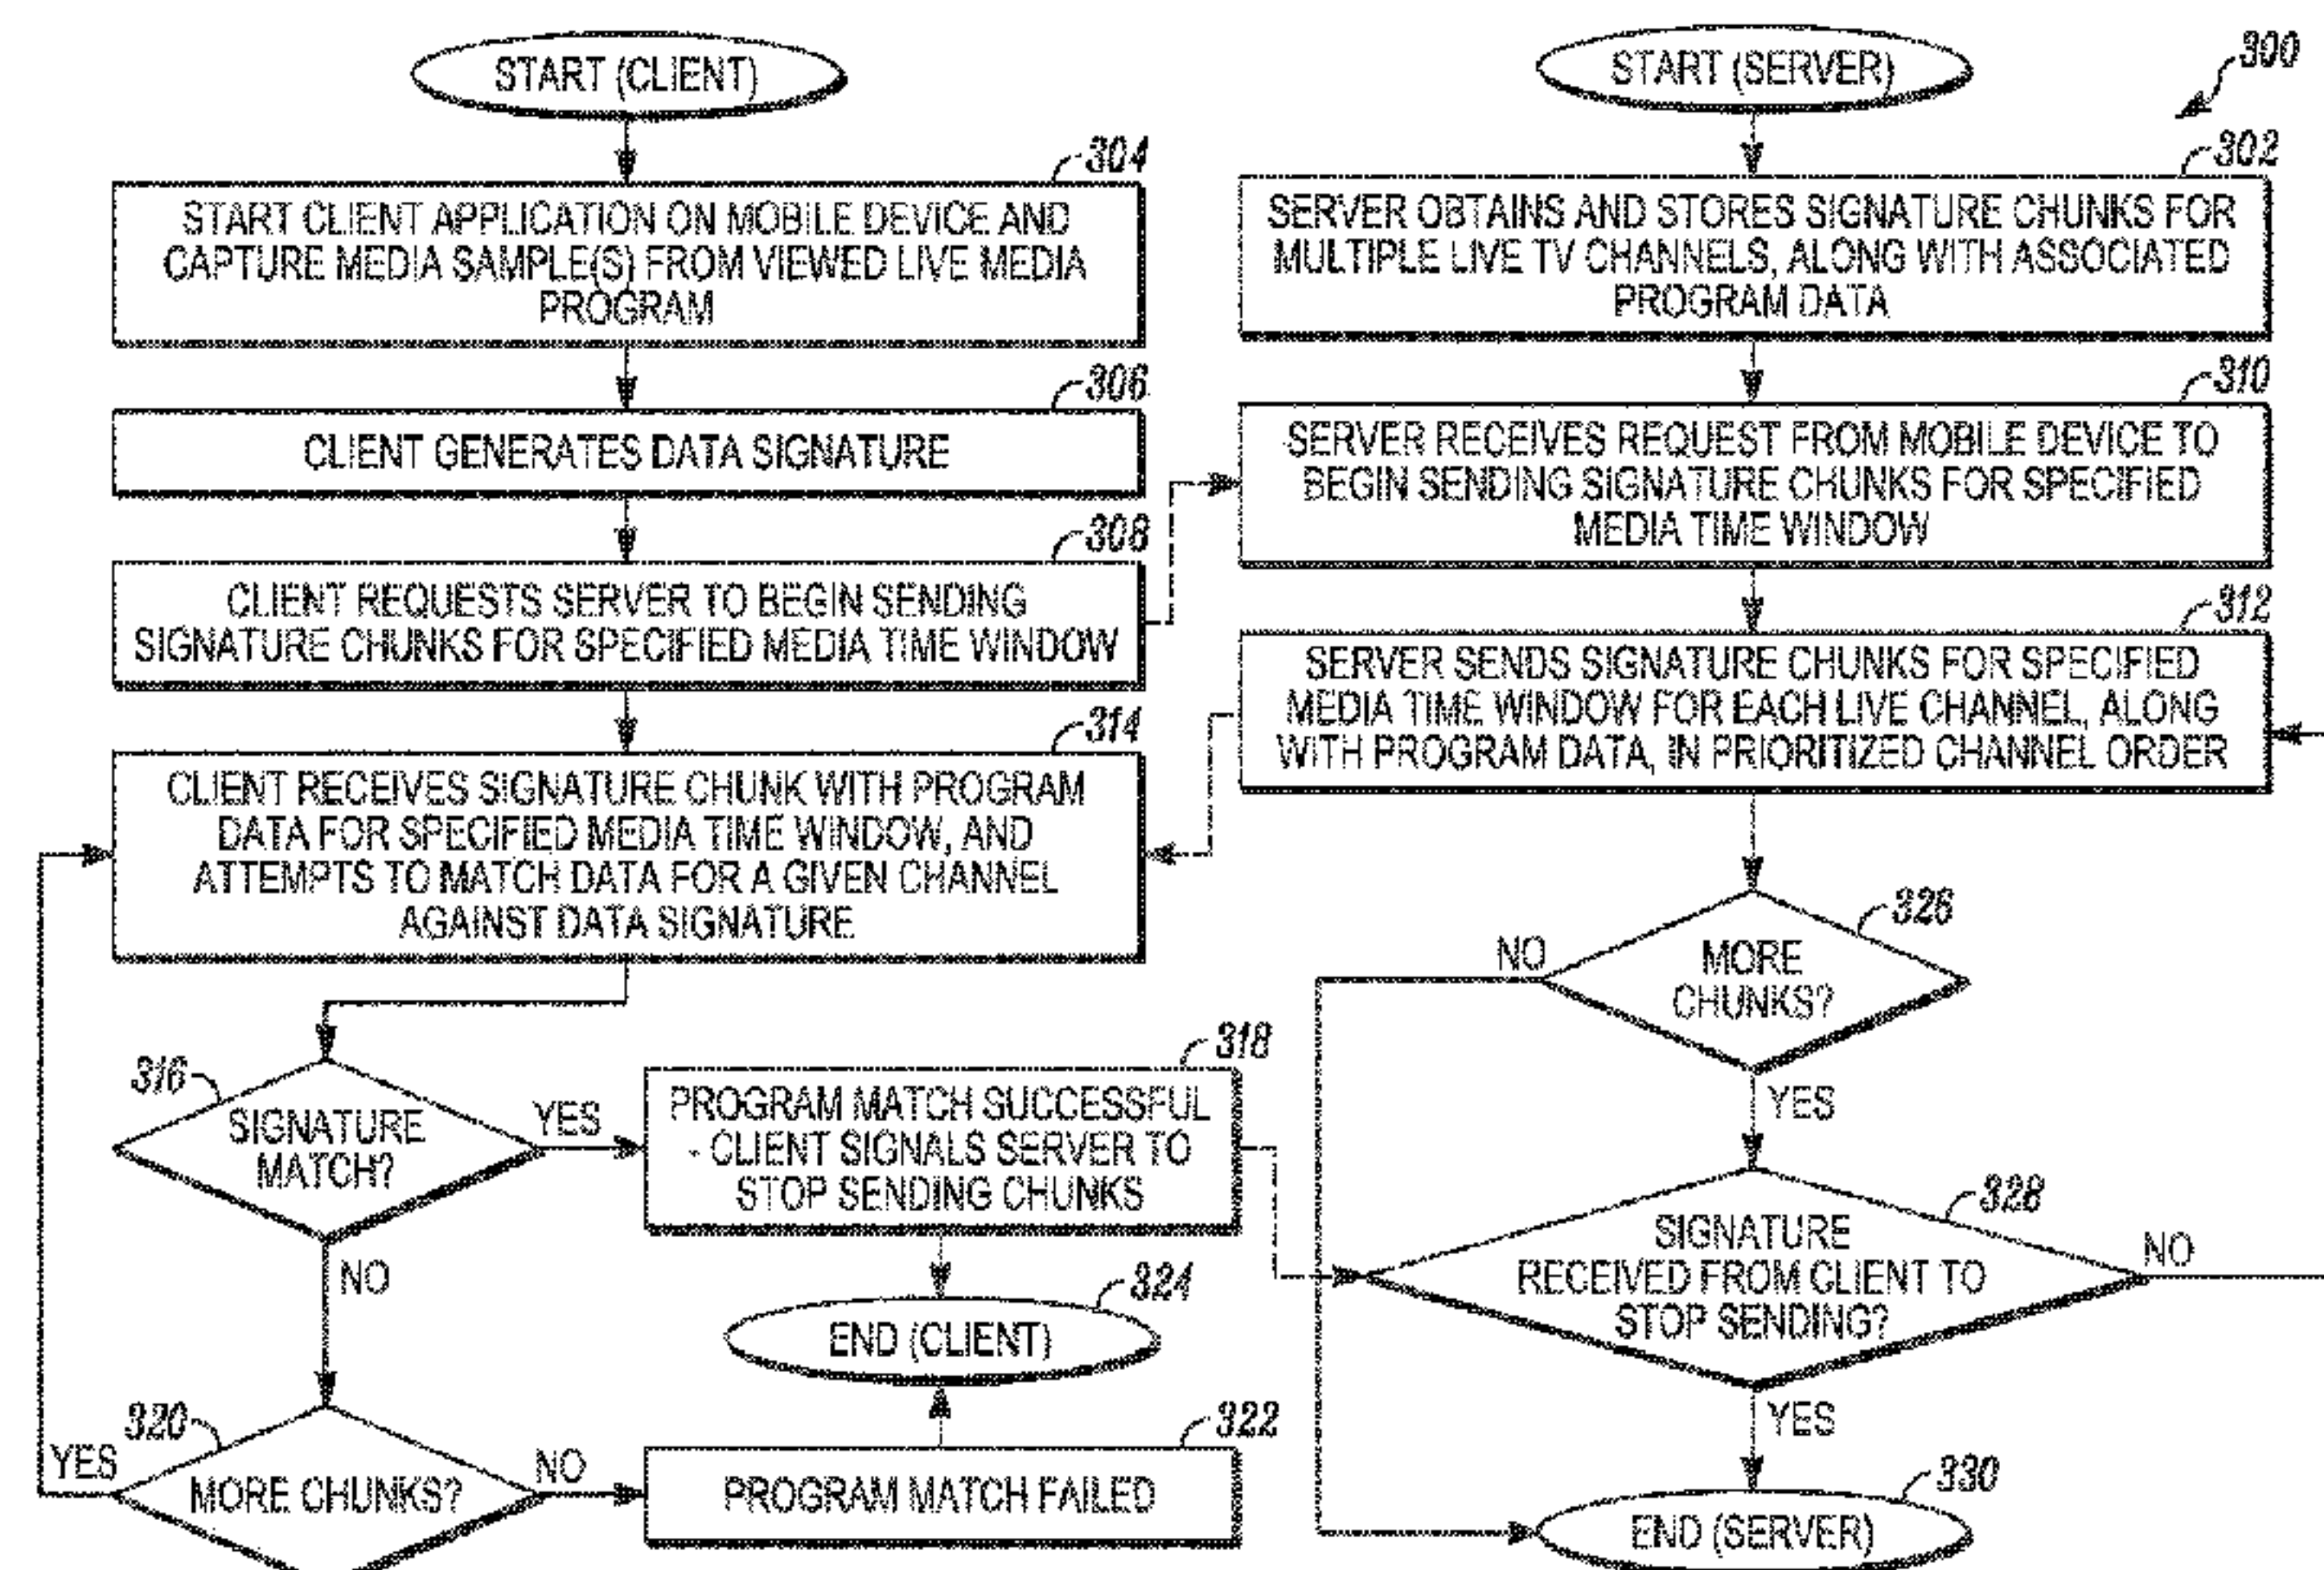 START (CLIENT)
304
START CLIENT APPLICATION ON MOBILE DEVICE AND
CAPTURE MEDIA SAMPLE(S) FROM VIEWED LIVE MEDIA
PROGRAM
306
CLIENT GENERATES DATA SIGNATURE
308
CLIENT REQUESTS SERVER TO BEGIN SENDING
SIGNATURE CHUNKS FOR SPECIFIED MEDIA TIME WINDOW
314
CLIENT RECEIVES SIGNATURE CHUNK WITH PROGRAM
DATA FOR SPECIFIED MEDIA TIME WINDOW, AND
ATTEMPTS TO MATCH DATA FOR A GIVEN CHANNEL
AGAINST DATA SIGNATURE
316
SIGNATURE
MATCH?
YES
NO
318
PROGRAM MATCH SUCCESSFUL
- CLIENT SIGNALS SERVER TO
STOP SENDING CHUNKS
324
END (CLIENT)
320
MORE CHUNKS?
YES
NO
322
PROGRAM MATCH FAILED
START (SERVER)
300
302
SERVER OBTAINS AND STORES SIGNATURE CHUNKS FOR
MULTIPLE LIVE TV CHANNELS, ALONG WITH ASSOCIATED
PROGRAM DATA
310
SERVER RECEIVES REQUEST FROM MOBILE DEVICE TO
BEGIN SENDING SIGNATURE CHUNKS FOR SPECIFIED
MEDIA TIME WINDOW
312
SERVER SENDS SIGNATURE CHUNKS FOR SPECIFIED
MEDIA TIME WINDOW FOR EACH LIVE CHANNEL, ALONG
WITH PROGRAM DATA, IN PRIORITIZED CHANNEL ORDER
326
MORE
CHUNKS?
NO
YES
328
SIGNATURE
RECEIVED FROM CLIENT TO
STOP SENDING?
NO
YES
330
END (SERVER)